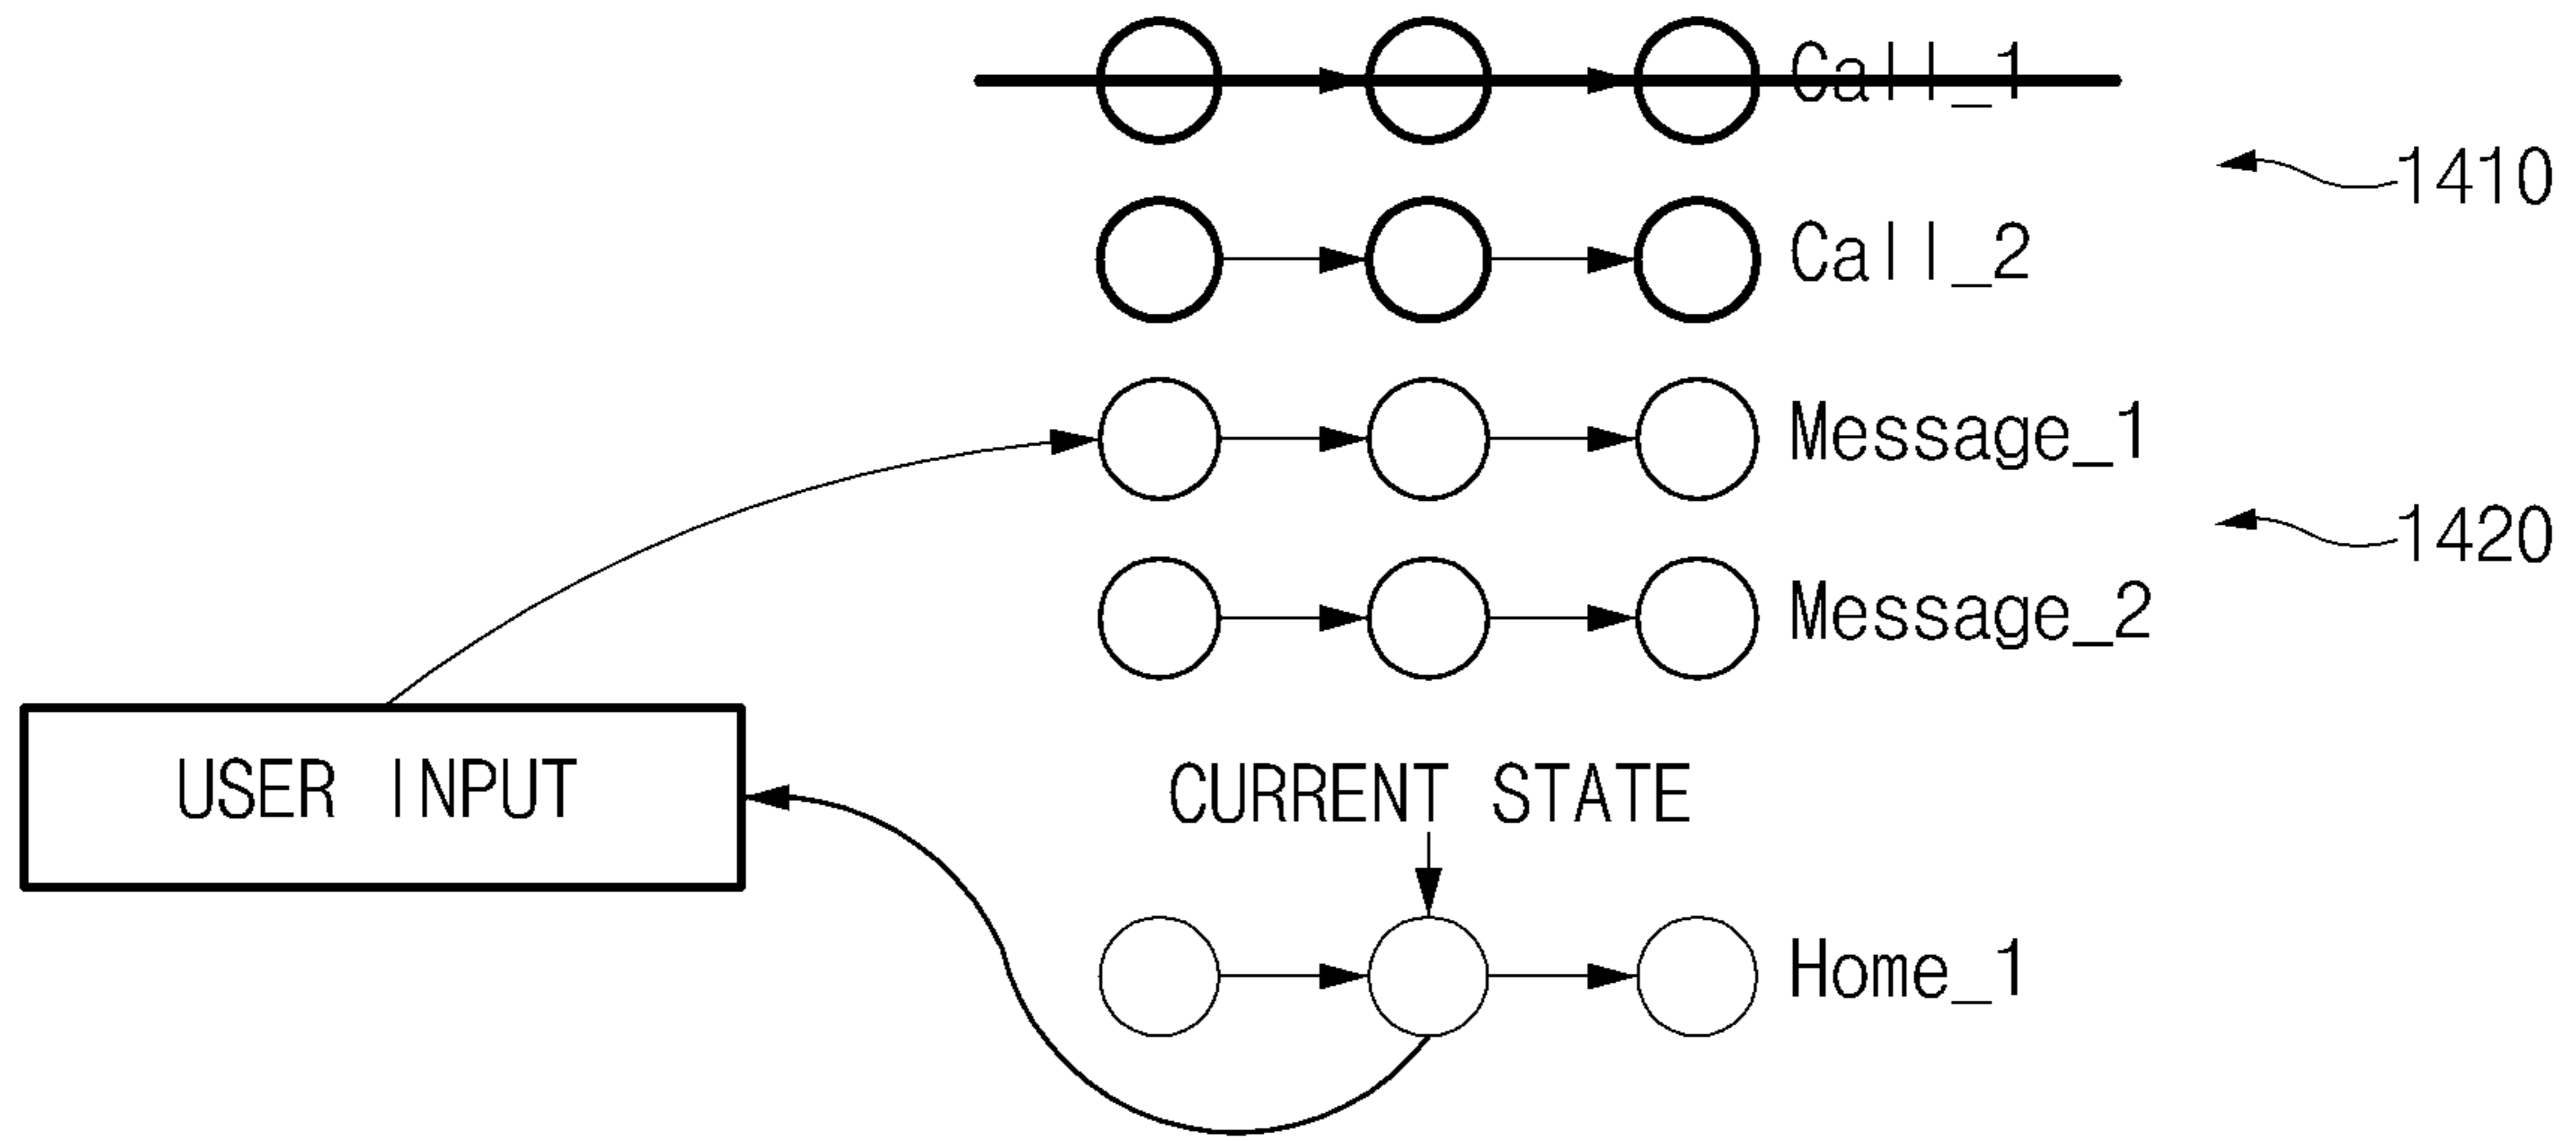 Call_1
1410
Call_2
Message_1
1420
Message_2
USER INPUT
CURRENT STATE
Home_1